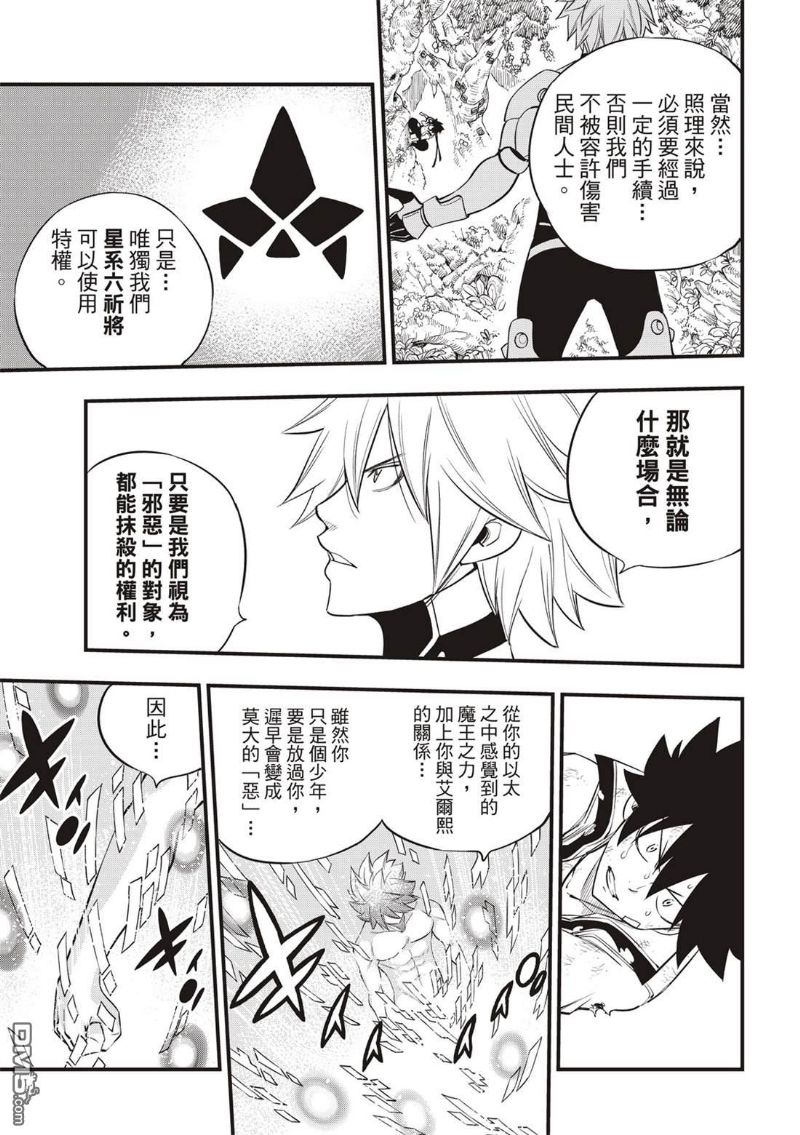 當然…
照理來說，
必須要經過
一定的手續…
否則我們
不被容許傷害
民間人士。
只是…
唯獨我們
星系六祈將
可以使用
特權。
那就是無論
什麼場合，
只要是我們視為
「邪惡」的對象，
都能抹殺的權利。
從你的以太
之中感覺到的
魔王之力，
加上你與艾爾熙
的關係…
雖然你
只是個少年，
要是放過你，
遲早會變成
莫大的「惡」…
因此…
DM5.com